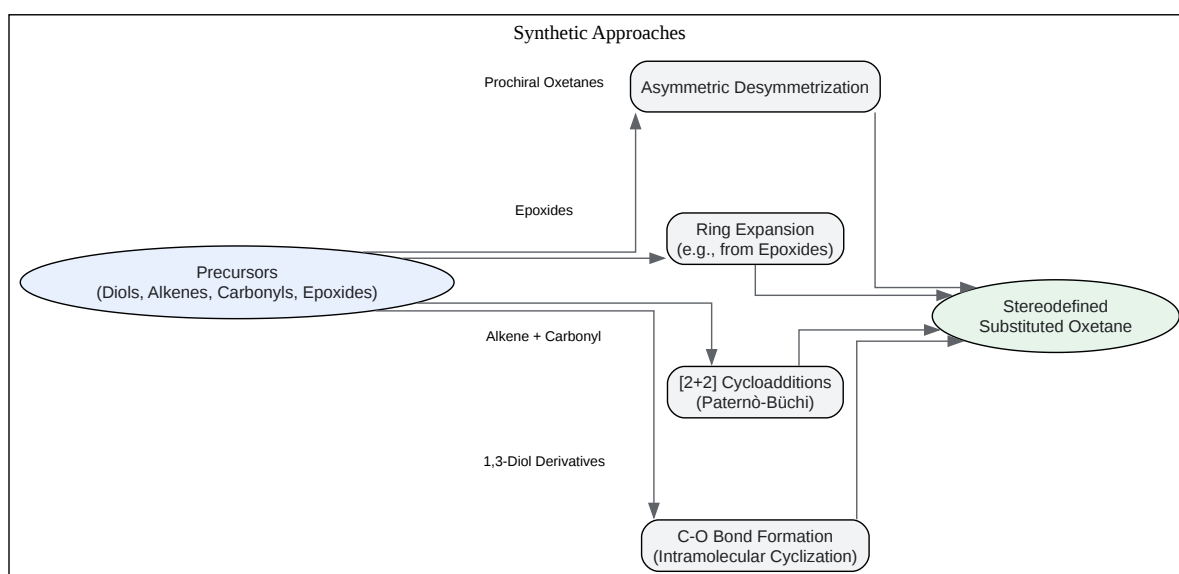 Synthetic Approaches
Prochiral Oxetanes
Asymmetric Desymmetrization
Epoxides
Ring Expansion
(e.g., from Epoxides)
Precursors
(Diols, Alkenes, Carbonyls, Epoxides)
Stereodefined
Substituted Oxetane
Alkene + Carbonyl
[2+2] Cycloadditions
(Paternò-Büchi)
1,3-Diol Derivatives
C-O Bond Formation
(Intramolecular Cyclization)